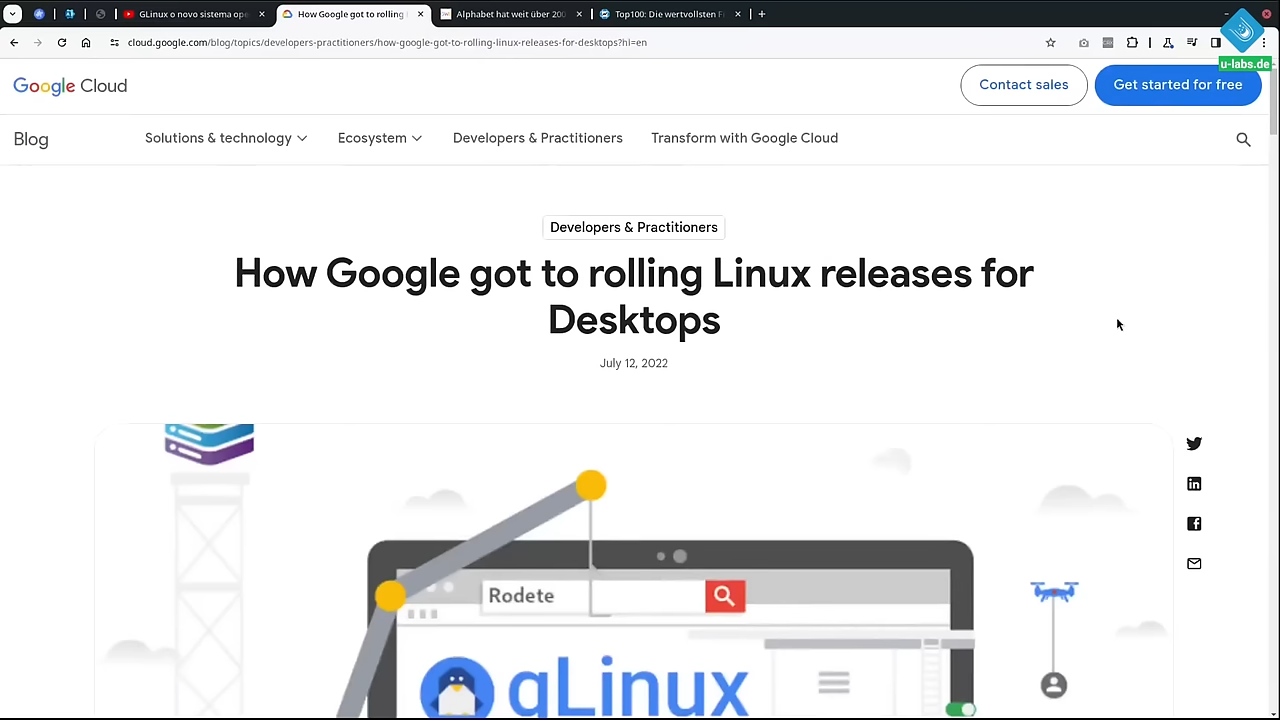 GLinux o novo sistema ope
How Google got to rolling
Alphabet hat weit über 200
Top100: Die wertvollsten F
cloud.google.com/blog/topics/developers-practitioners/how-google-got-to-rolling-linux-releases-for-desktops?hl=en
u-labs.de
Google Cloud
Contact sales
Get started for free
Blog
Solutions & technology
Ecosystem
Developers & Practitioners
Transform with Google Cloud
Developers & Practitioners
How Google got to rolling Linux releases for
Desktops
July 12, 2022
Rodete
gLinux